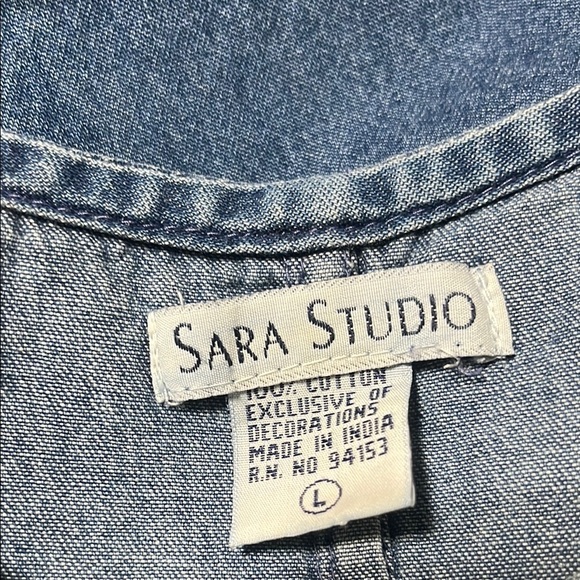 SARA STUDIO
100% COTTON
EXCLUSIVE OF
DECORATIONS
MADE IN INDIA
R.N. NO 94153
L